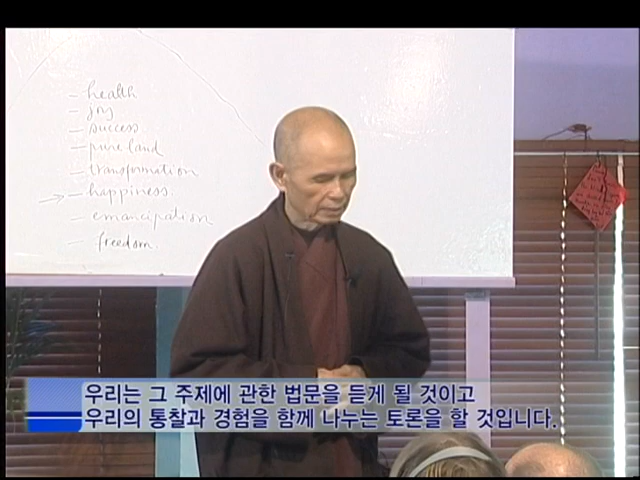 - health
- joy
- success
- pure land
- transformation
→ - happiness.
- emancipation
- freedom.
우리는 그 주제에 관한 법문을 듣게 될 것이고
우리의 통찰과 경험을 함께 나누는 토론을 할 것입니다.